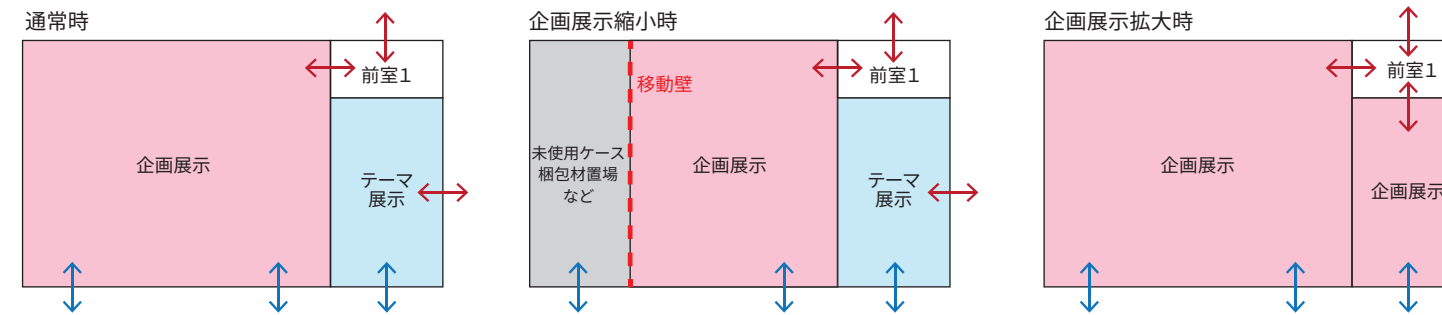 通常時
前室1
企画展示
テーマ
展示
企画展示縮小時
移動壁
前室1
未使用ケース
梱包材置場
など
企画展示
テーマ
展示
企画展示拡大時
前室1
企画展示
企画展示